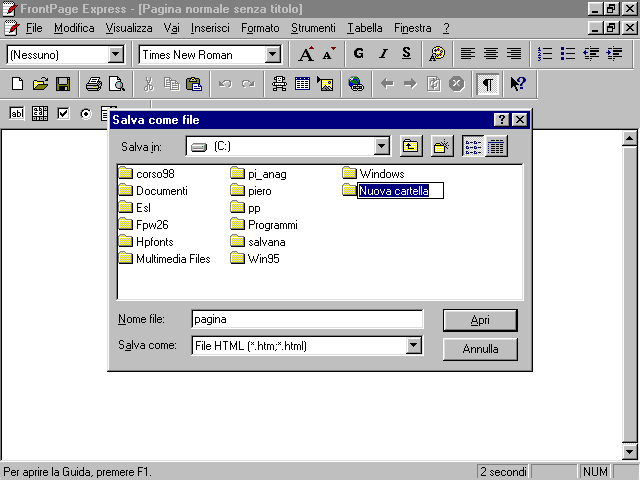 FrontPage Express - [Pagina normale senza titolo]
File Modifica Visualizza Vai Inserisci Formato Strumenti Tabella Finestra ?
(Nessuno) Times New Roman A A G I S
Salva come file
Salva in: (C:)
corso98 pi_anag Windows
Documenti piero Nuova cartella
Esl pp
Fpw26 Programmi
Hpfonts salvana
Multimedia Files Win95
Nome file: pagina Apri
Salva come: File HTML (*.htm;*.html) Annulla
Per aprire la Guida, premere F1. 2 secondi NUM